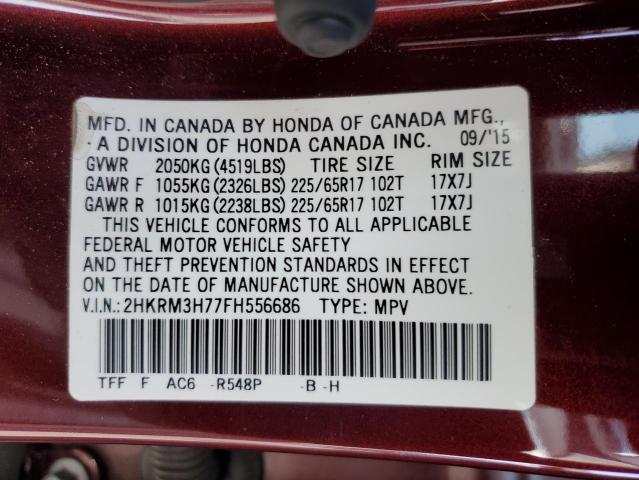 MFD. IN CANADA BY HONDA OF CANADA MFG.,
A DIVISION OF HONDA CANADA INC. 09/'15
GVWR 2050KG (4519LBS) TIRE SIZE RIM SIZE
GAWR F 1055KG (2326LBS) 225/65R17 102T 17X7J
GAWR R 1015KG (2238LBS) 225/65R17 102T 17X7J
THIS VEHICLE CONFORMS TO ALL APPLICABLE
FEDERAL MOTOR VEHICLE SAFETY
AND THEFT PREVENTION STANDARDS IN EFFECT
ON THE DATE OF MANUFACTURE SHOWN ABOVE.
V.I.N.: 2HKRM3H77FH556686 TYPE: MPV
TFF F AC6 -R548P -B -H